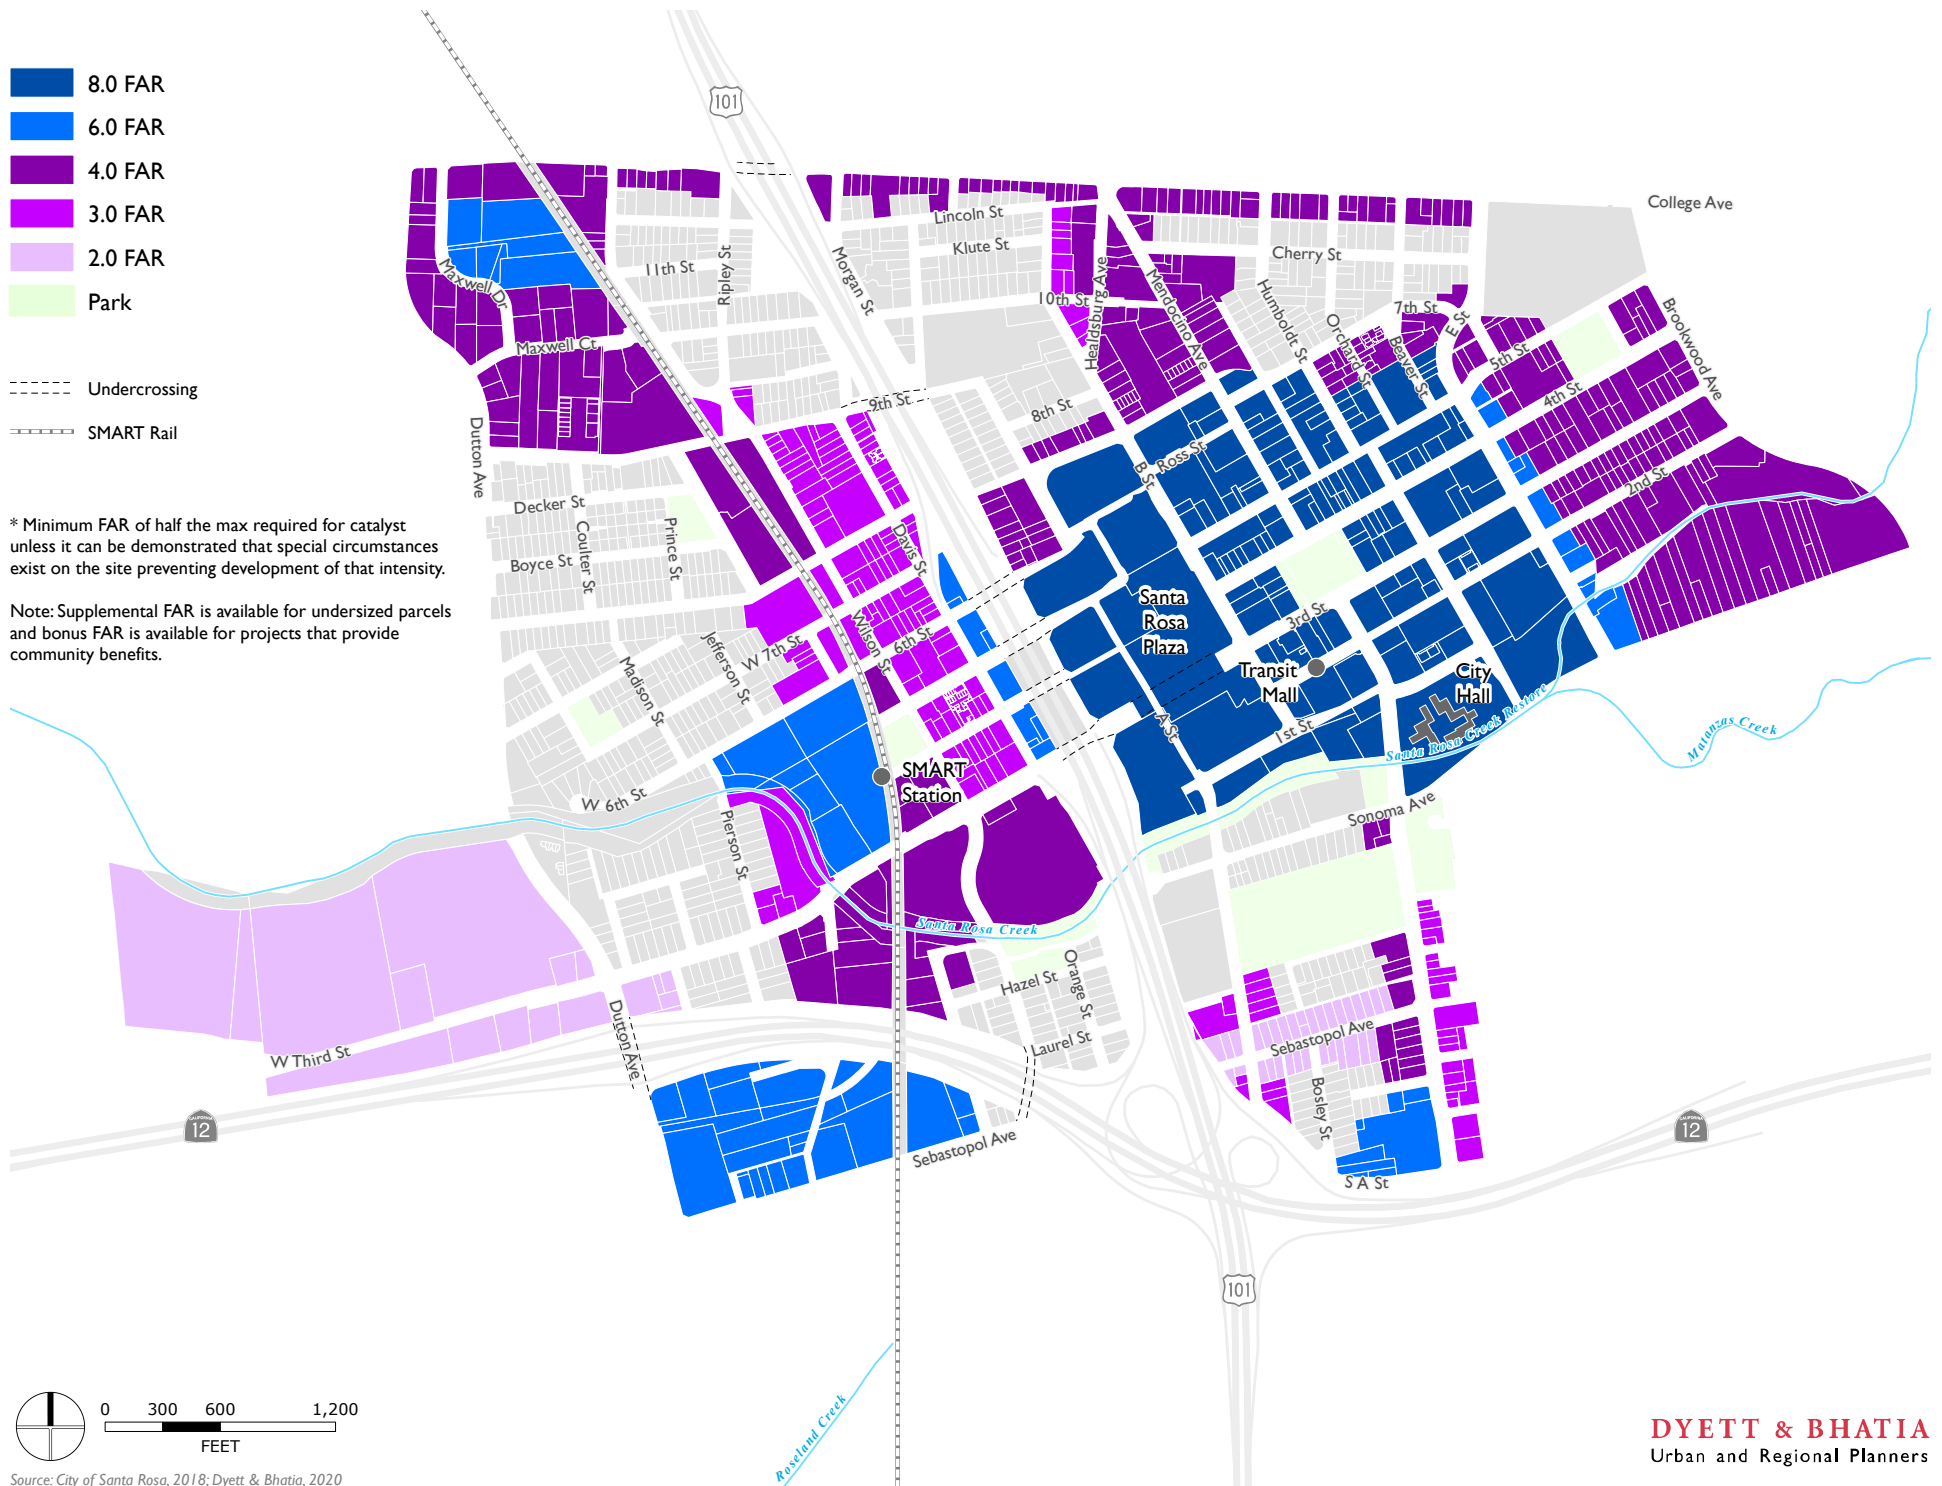 8.0 FAR
6.0 FAR
4.0 FAR
3.0 FAR
2.0 FAR
Park
Undercrossing
SMART Rail
* Minimum FAR of half the max required for catalyst
unless it can be demonstrated that special circumstances
exist on the site preventing development of that intensity.
Note: Supplemental FAR is available for undersized parcels
and bonus FAR is available for projects that provide
community benefits.
101
College Ave
Lincoln St
Klute St
Cherry St
11th St
Ripley St
Morgan St
Maxwell Dr
10th St
Healdsburg Ave
Mendocino Ave
Humboldt St
Orchard St
7th St
Beaver St
E St
5th St
Brookwood Ave
Maxwell Ct
4th St
9th St
8th St
Dutton Ave
B St
Ross St
2nd St
Decker St
Coulter St
Prince St
Davis St
Boyce St
Santa
Rosa
Plaza
3rd St
Wilson St
6th St
W 7th St
Jefferson St
Madison St
Transit
Mall
City
Hall
A St
1st St
Santa Rosa Creek Restore
Matanzas Creek
SMART
Station
W 6th St
Pierson St
Sonoma Ave
Santa Rosa Creek
Hazel St
Orange St
Laurel St
W Third St
Dutton Ave
Sebastopol Ave
Bosley St
CALIFORNIA
12
CALIFORNIA
12
Sebastopol Ave
S A St
101
Roseland Creek
0 300 600 1,200
FEET
Source: City of Santa Rosa, 2018; Dyett & Bhatia, 2020
DYETT & BHATIA
Urban and Regional Planners